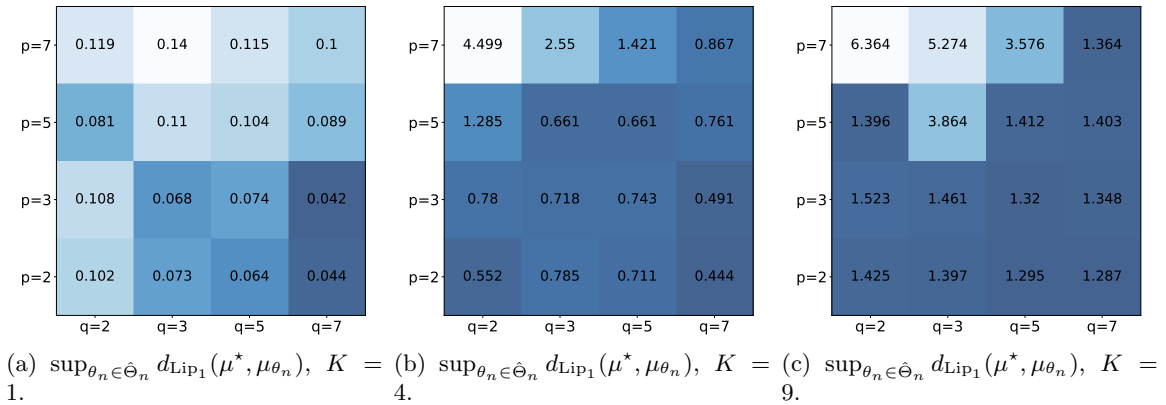 p=7 0.119 0.14 0.115 0.1
p=5 0.081 0.11 0.104 0.089
p=3 0.108 0.068 0.074 0.042
p=2 0.102 0.073 0.064 0.044
q=2 q=3 q=5 q=7
(a) sup_{θ_n∈Θ̂_n} d_{Lip_1}(μ^⋆, μ_{θ_n}), K =
1.
p=7 4.499 2.55 1.421 0.867
p=5 1.285 0.661 0.661 0.761
p=3 0.78 0.718 0.743 0.491
p=2 0.552 0.785 0.711 0.444
q=2 q=3 q=5 q=7
(b) sup_{θ_n∈Θ̂_n} d_{Lip_1}(μ^⋆, μ_{θ_n}), K =
4.
p=7 6.364 5.274 3.576 1.364
p=5 1.396 3.864 1.412 1.403
p=3 1.523 1.461 1.32 1.348
p=2 1.425 1.397 1.295 1.287
q=2 q=3 q=5 q=7
(c) sup_{θ_n∈Θ̂_n} d_{Lip_1}(μ^⋆, μ_{θ_n}), K =
9.